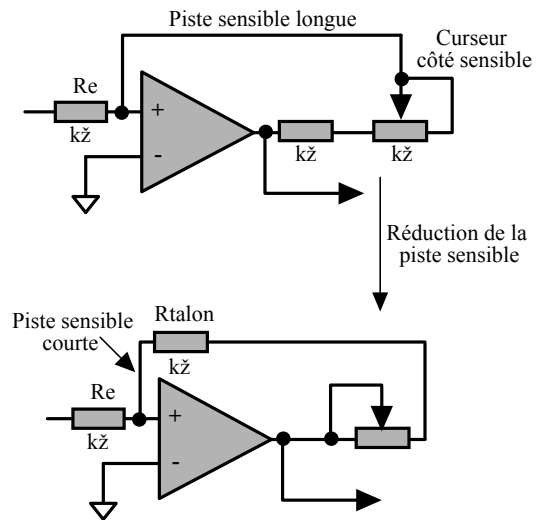 Piste sensible longue
Curseur
côté sensible
Re
+
-
kž
kž
kž
Réduction de la
piste sensible
Piste sensible
courte
Rtalon
kž
Re
+
-
kž